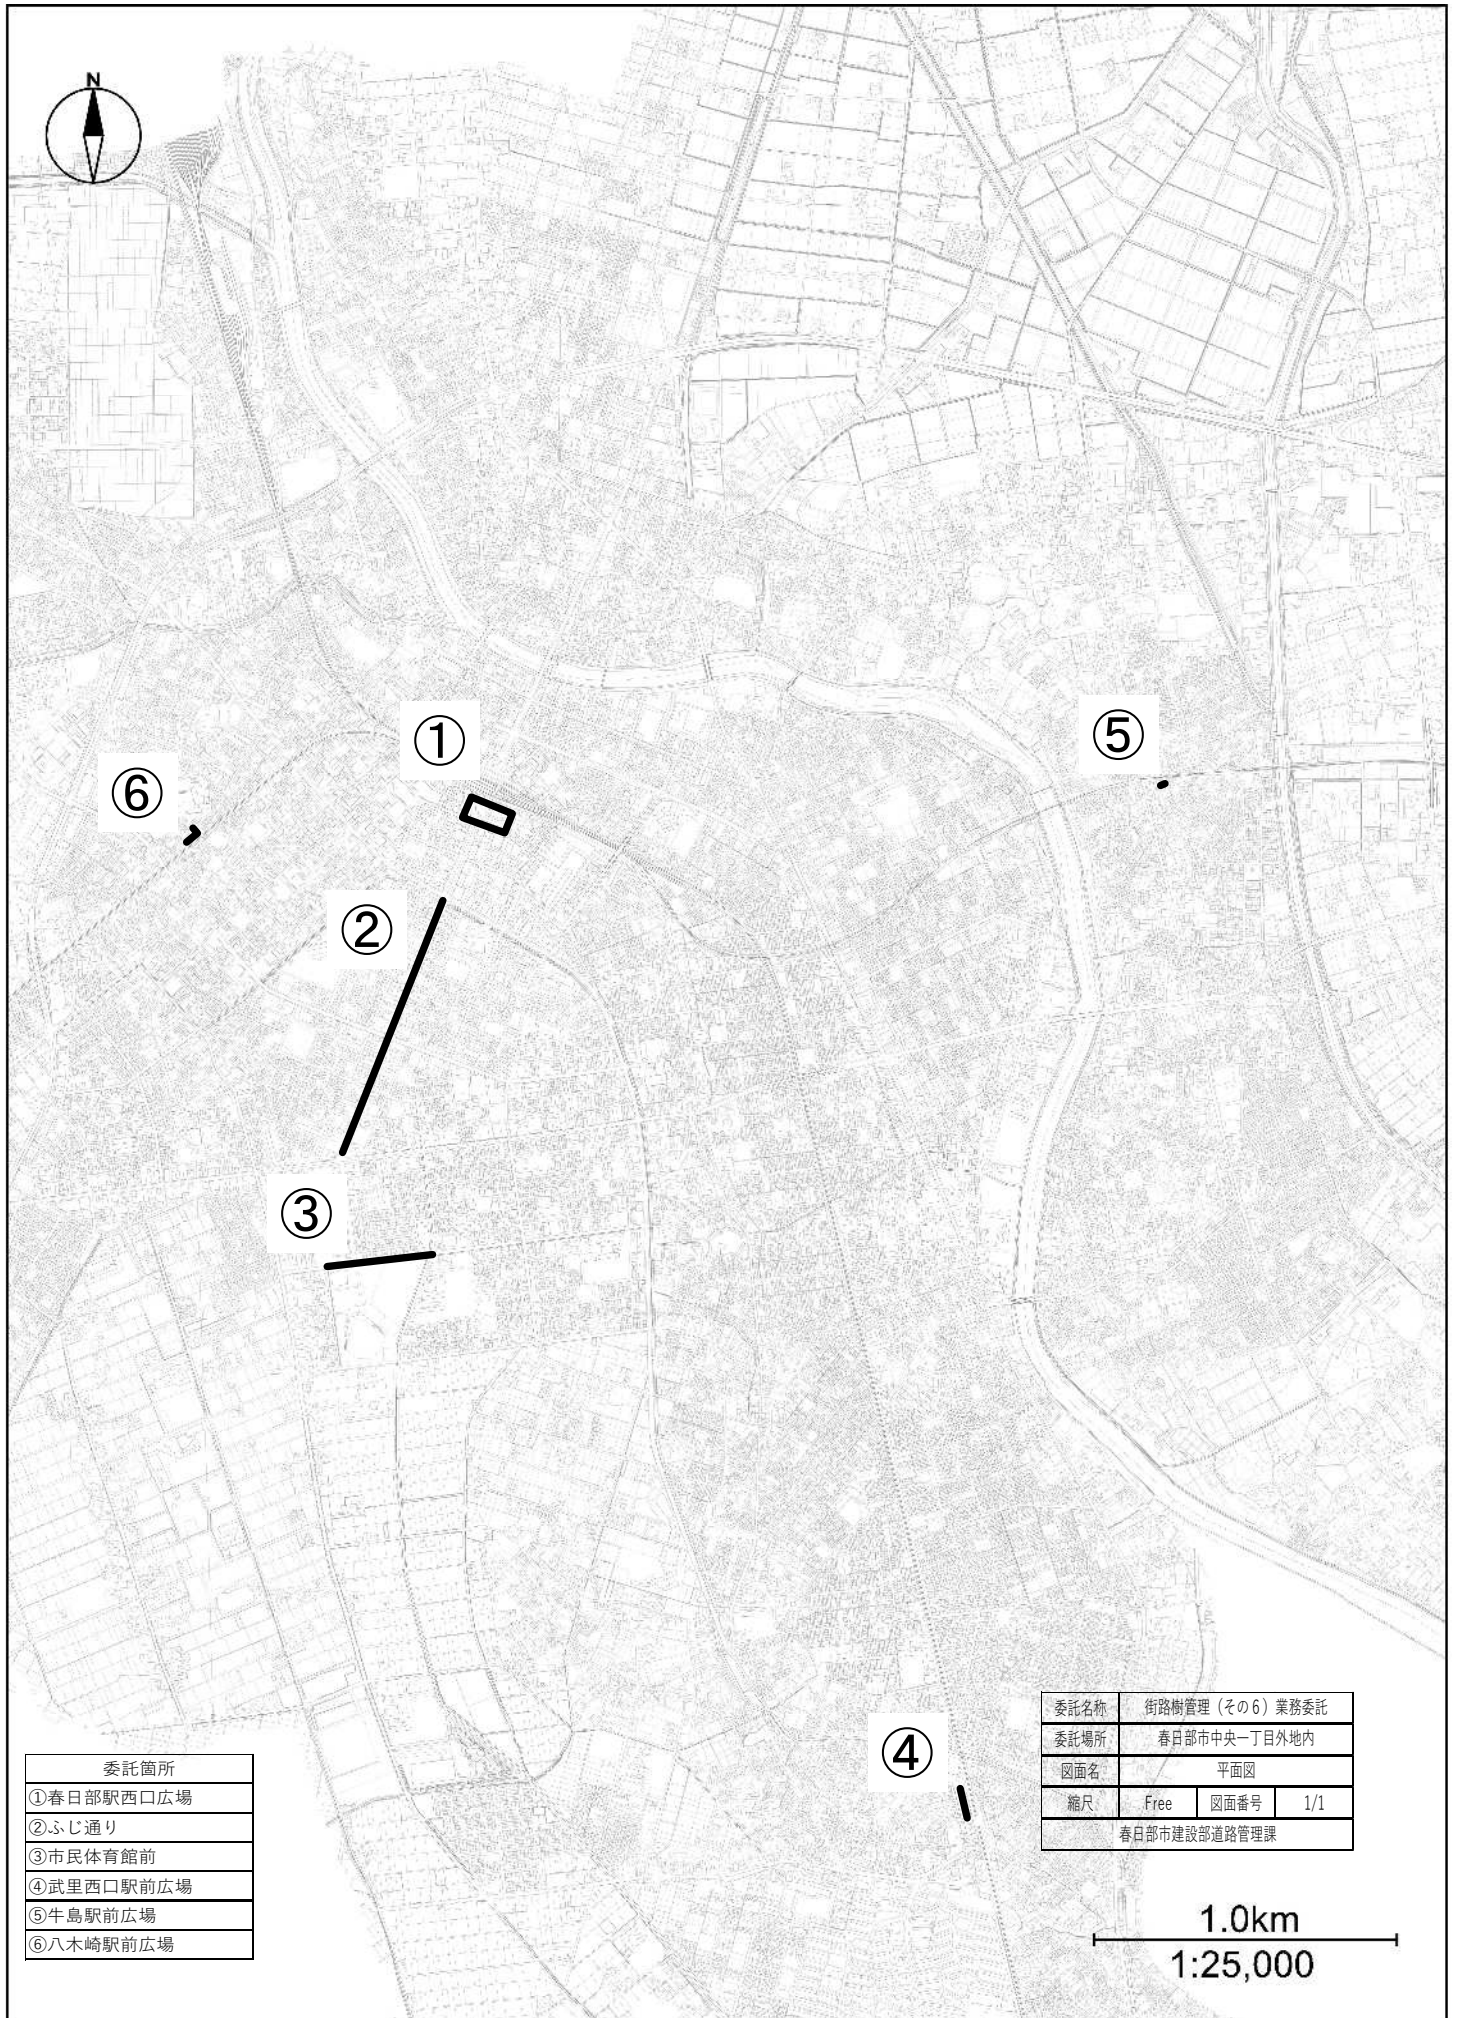 N
①
⑤
⑥
②
③
④
委託名称 街路樹管理（その６）業務委託
委託場所 春日部市中央一丁目外地内
図面名 平面図
縮尺 Free 図面番号 1/1
春日部市建設部道路管理課
委託箇所
①春日部駅西口広場
②ふじ通り
③市民体育館前
④武里西口駅前広場
⑤牛島駅前広場
⑥八木崎駅前広場
1.0km
1:25,000